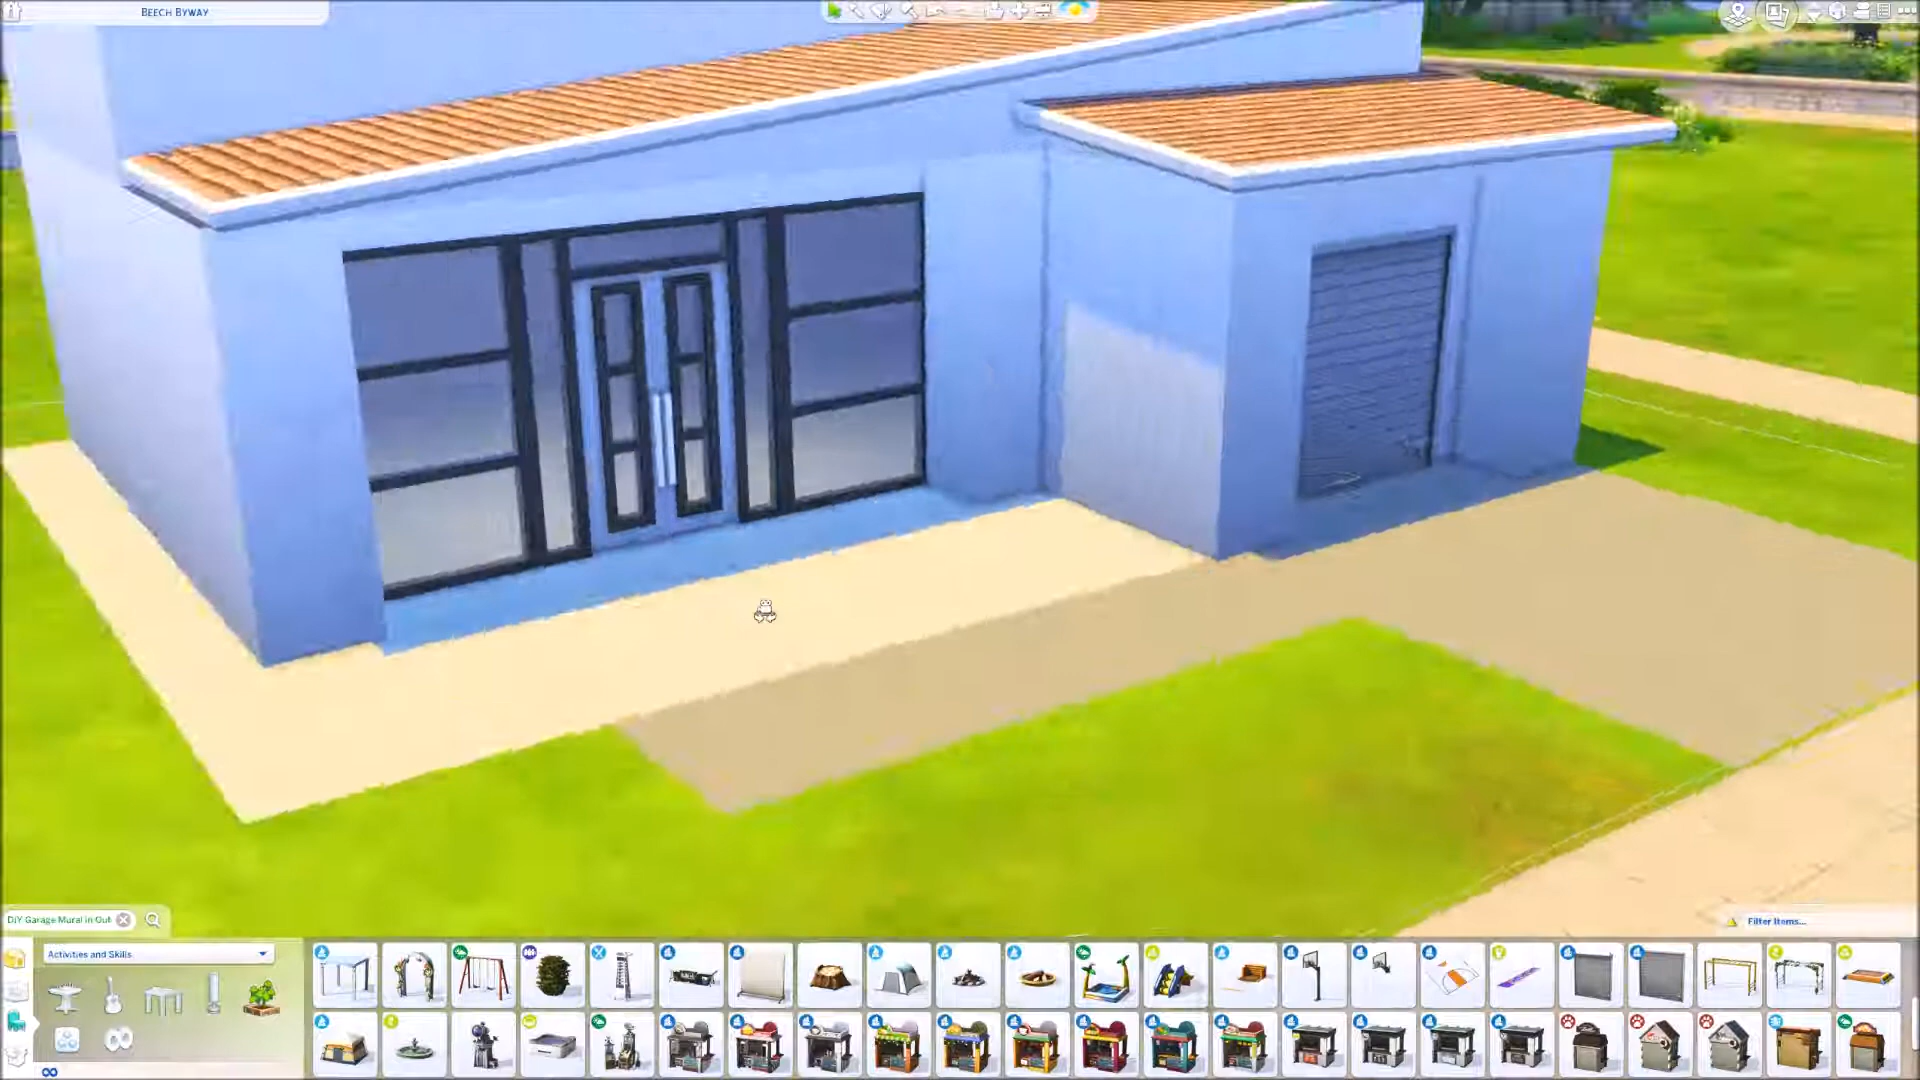 BEECH BYWAY
DIY Garage Mural in Out
Filter Items...
Activities and Skills